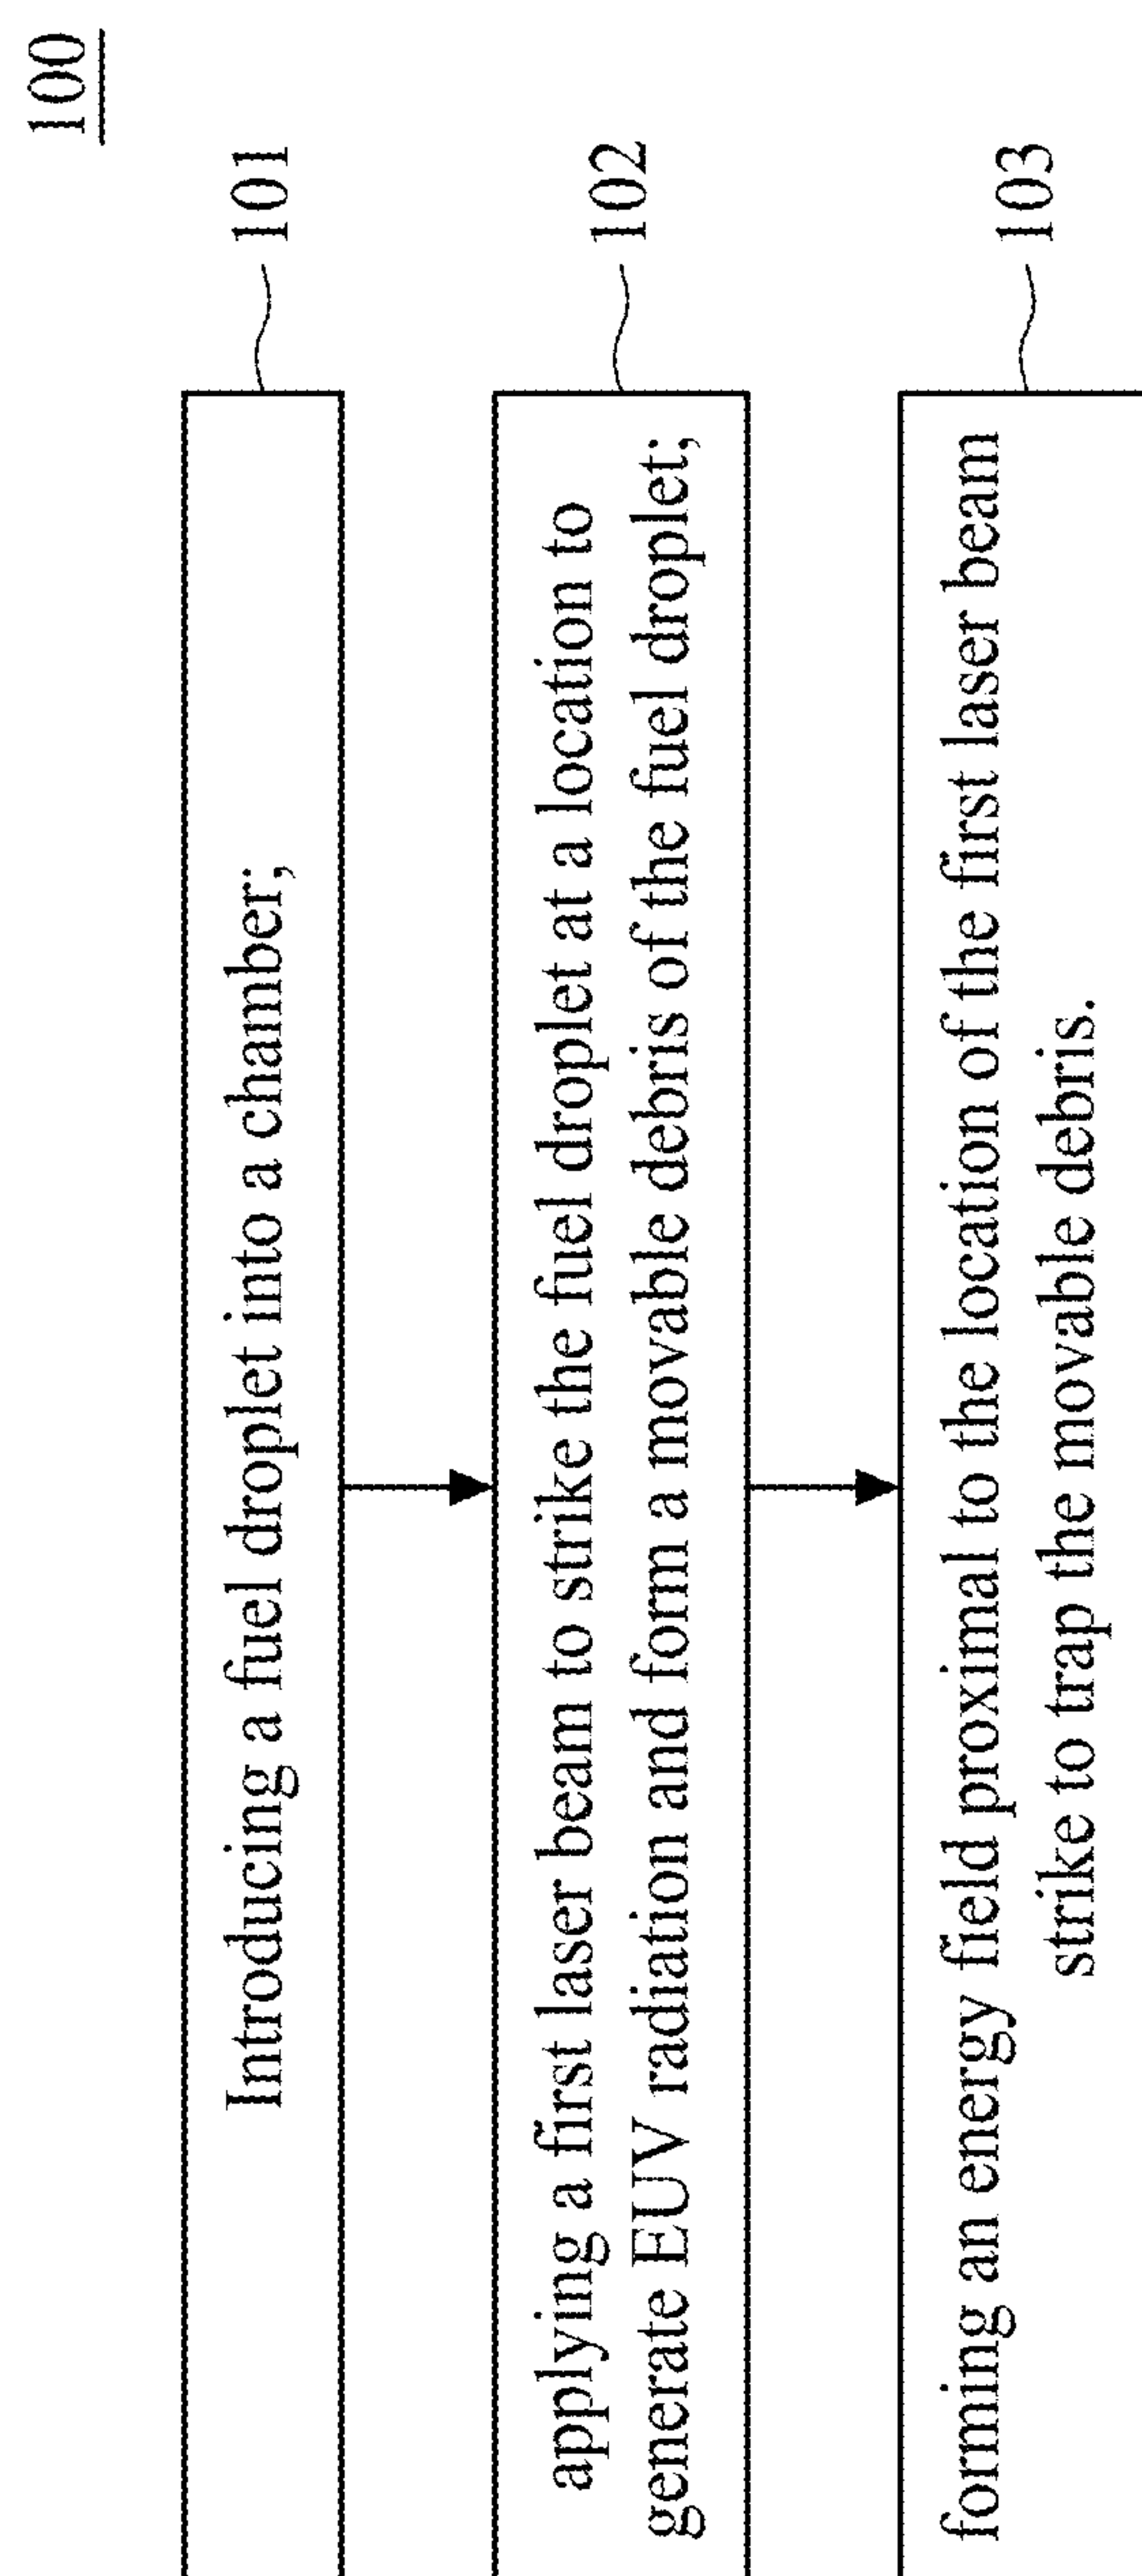 100
Introducing a fuel droplet into a chamber;
101
applying a first laser beam to strike the fuel droplet at a location to
generate EUV radiation and form a movable debris of the fuel droplet;
102
forming an energy field proximal to the location of the first laser beam
strike to trap the movable debris.
103